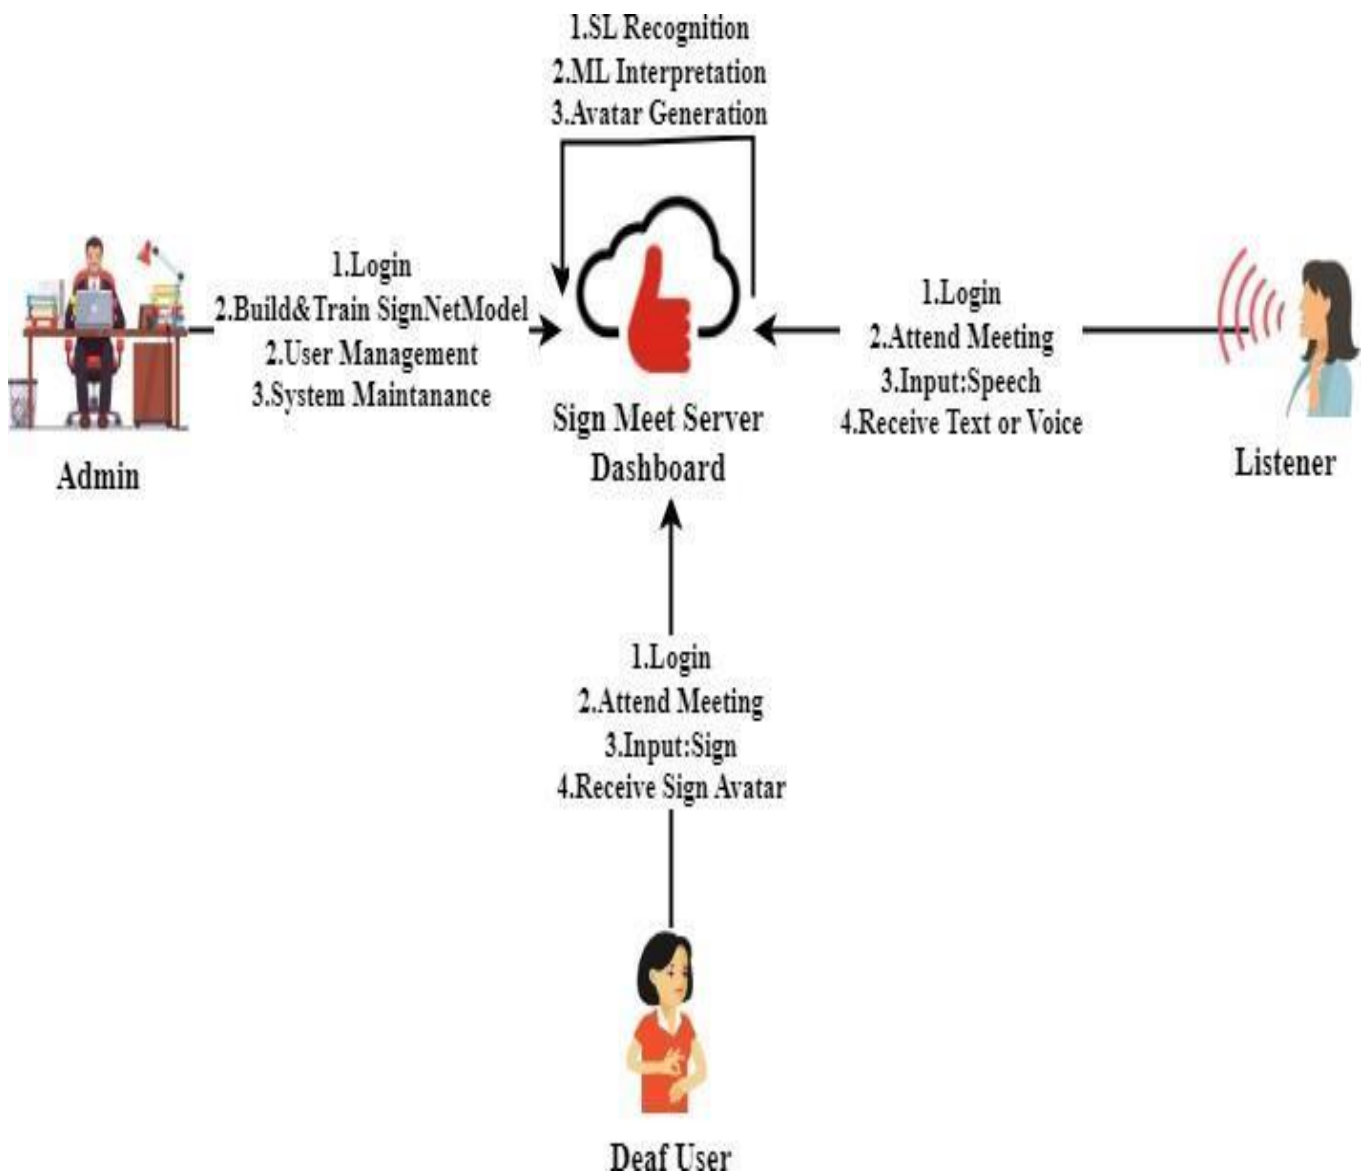 1.SL Recognition
2.ML Interpretation
3.Avatar Generation
1.Login
2.Build&Train SignNetModel
2.User Management
3.System Maintanance
Admin
Sign Meet Server
Dashboard
1.Login
2.Attend Meeting
3.Input:Speech
4.Receive Text or Voice
Listener
1.Login
2.Attend Meeting
3.Input:Sign
4.Receive Sign Avatar
Deaf User